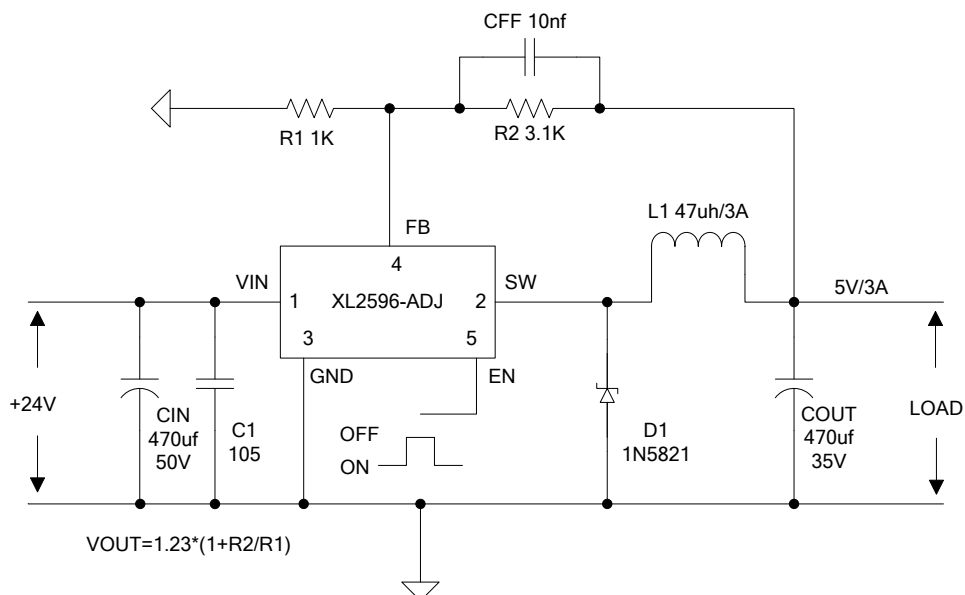 CFF 10nf
R1 1K
R2 3.1K
L1 47uh/3A
FB
4
VIN
SW
5V/3A
1
XL2596-ADJ
2
3
5
GND
EN
+24V
CIN
470uf
50V
C1
105
OFF
ON
D1
1N5821
COUT
470uf
35V
LOAD
VOUT=1.23*(1+R2/R1)